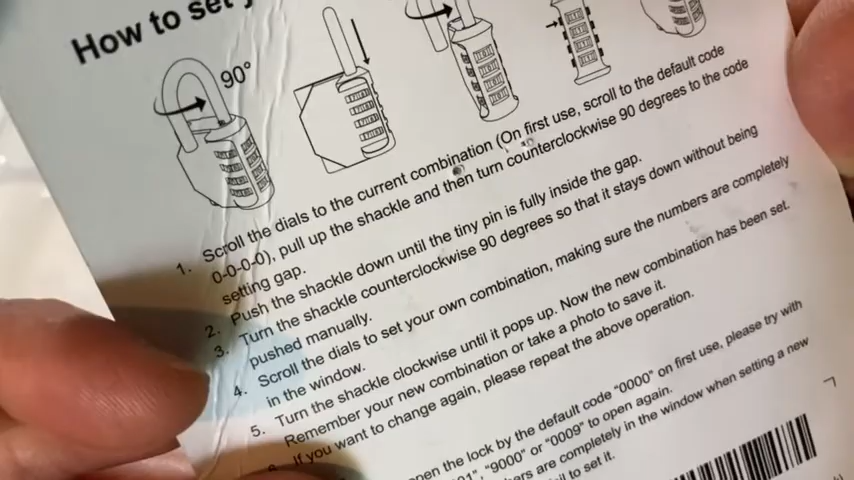 How to set
90°
1. Scroll the dials to the current combination (On first use, scroll to the default code
0-0-0-0), pull up the shackle and then turn counterclockwise 90 degrees to the code
setting gap.
2. Push the shackle down until the tiny pin is fully inside the gap.
3. Turn the shackle counterclockwise 90 degrees so that it stays down without being
pushed manually.
4. Scroll the dials to set your own combination, making sure the numbers are completely
in the window.
5. Turn the shackle clockwise until it pops up. Now the new combination has been set.
Remember your new combination or take a photo to save it.
If you want to change again, please repeat the above operation.
open the lock by the default code "0000" on first use, please try with
"9000" or "0009" to open again.
are completely in the window when setting a new
to set it.